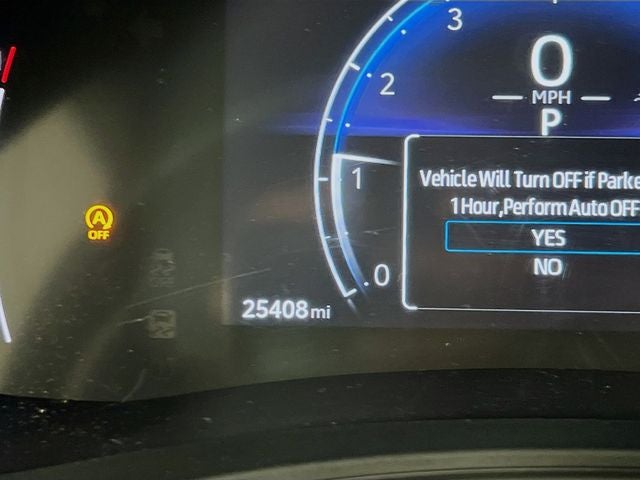 3
2
1
0
0
MPH
P
Vehicle Will Turn OFF if Parke
1 Hour, Perform Auto OFF
YES
NO
A
OFF
25408 mi